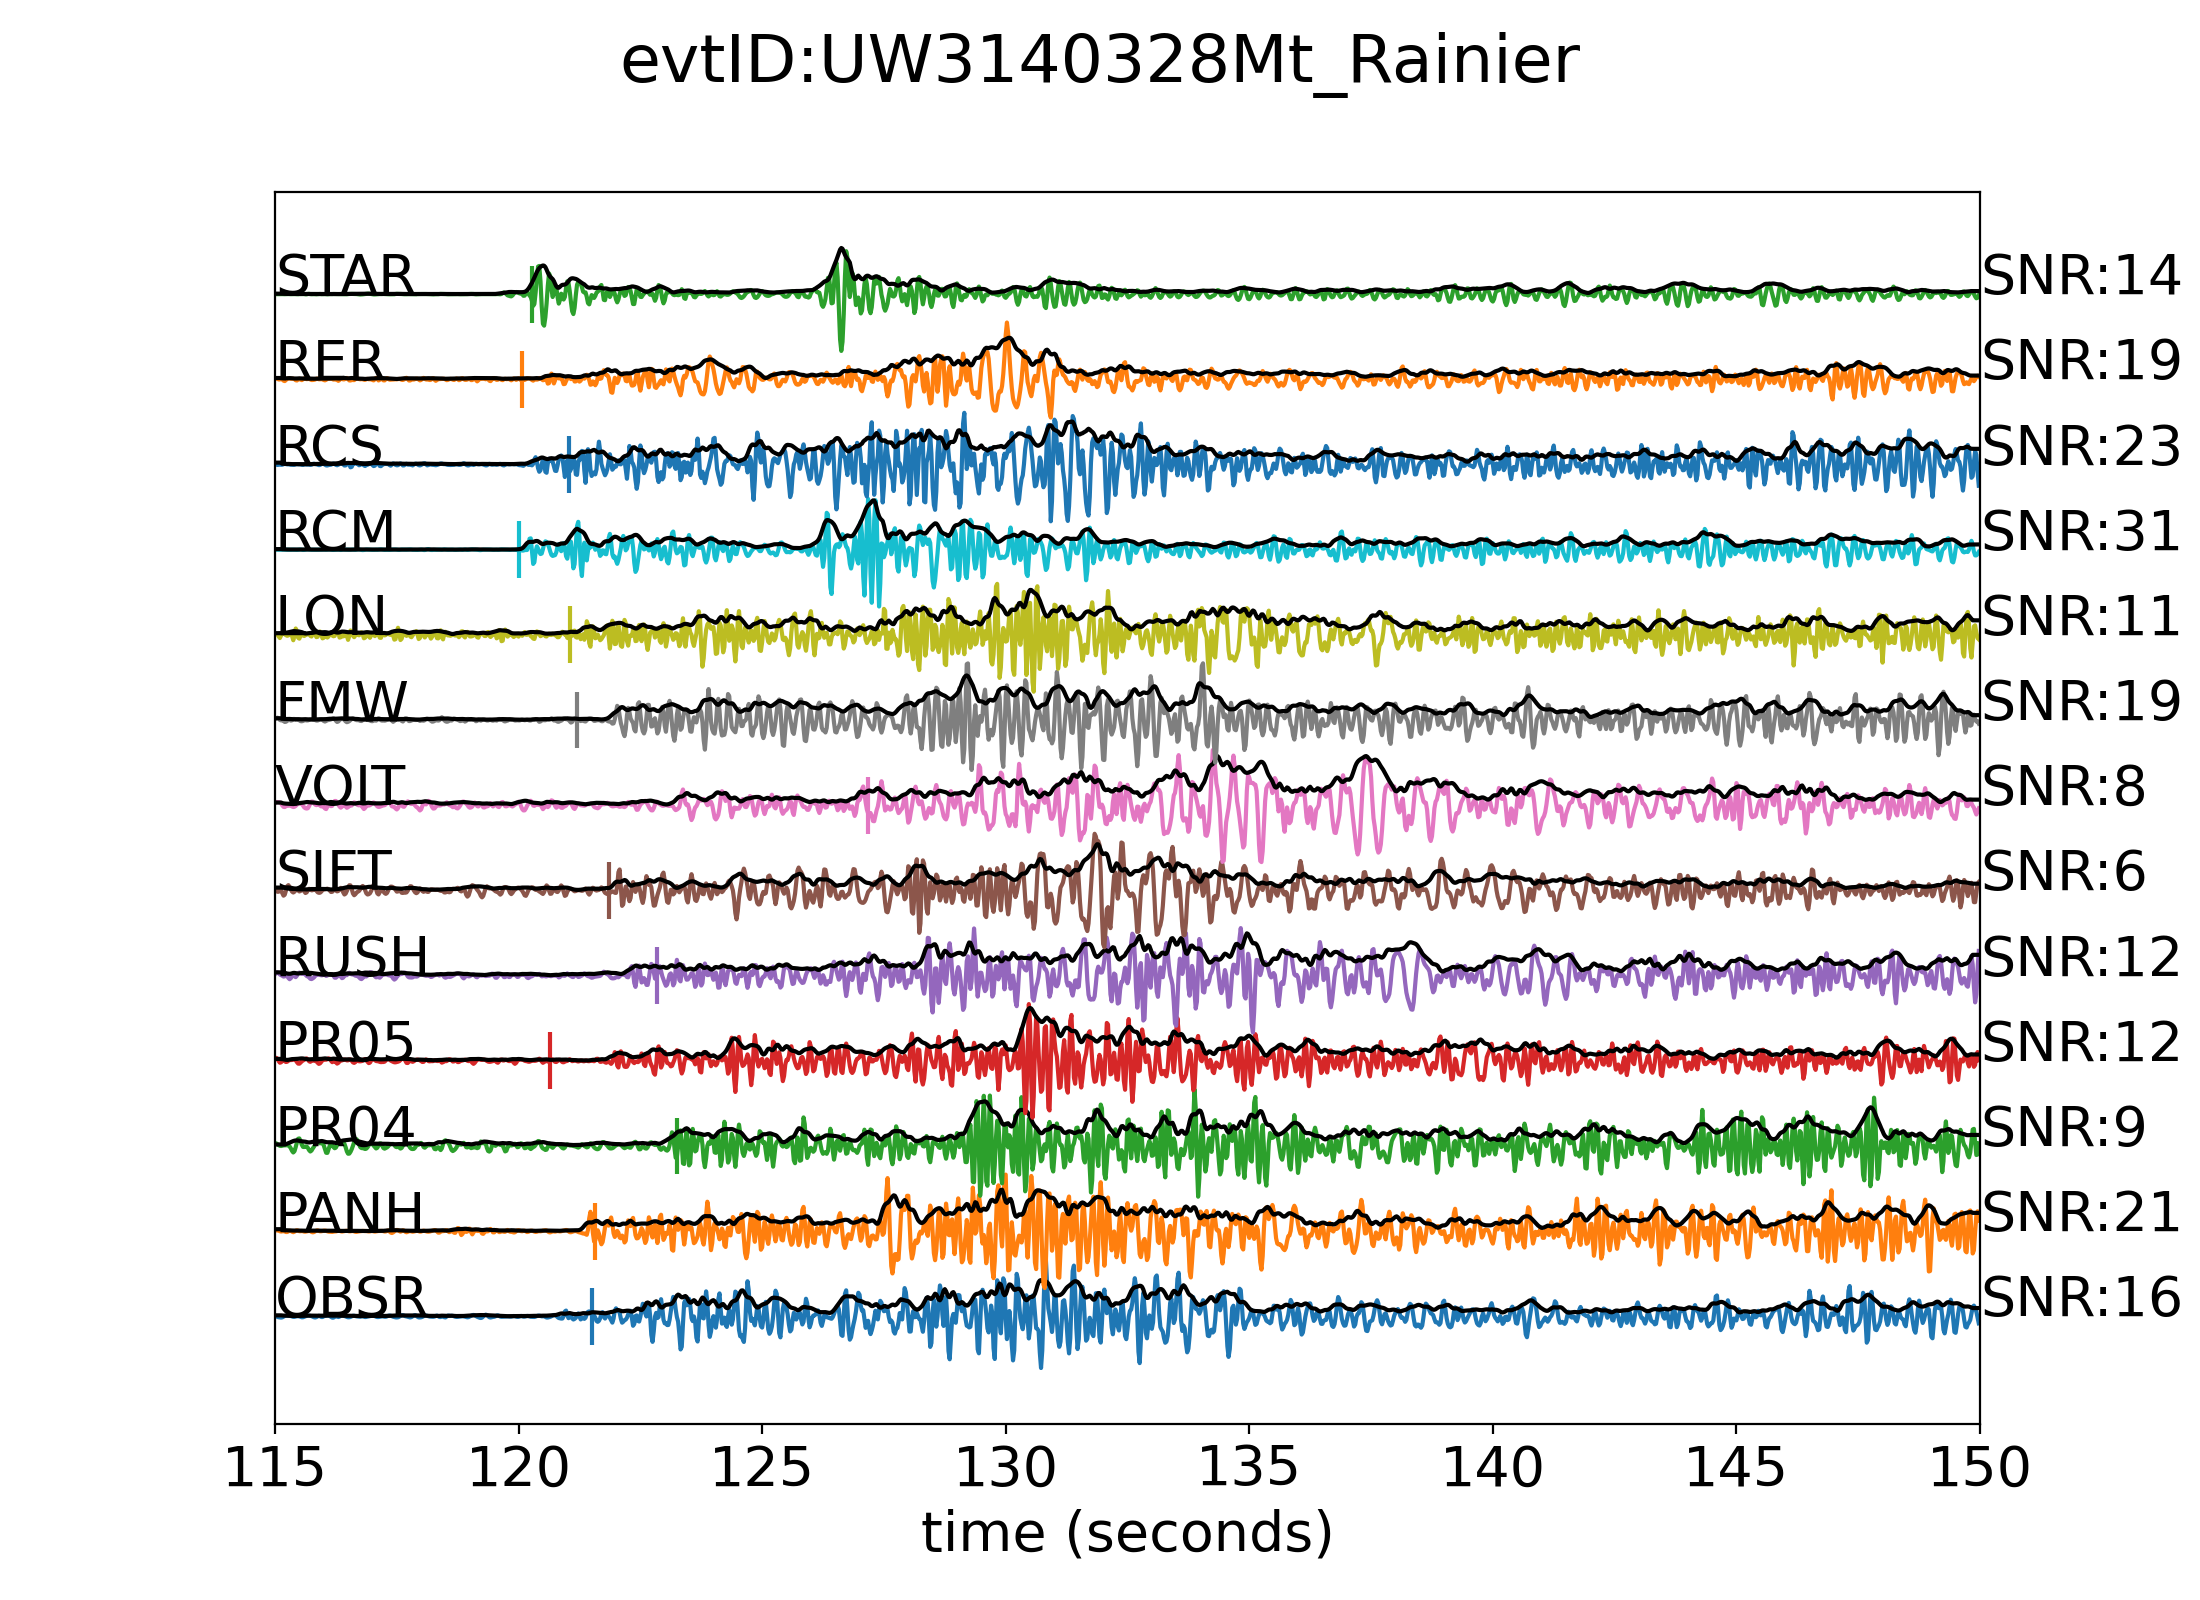 evtID:UW3140328Mt_Rainier
STAR SNR:14
RER SNR:19
RCS SNR:23
RCM SNR:31
LON SNR:11
FMW SNR:19
VOIT SNR:8
SIFT SNR:6
RUSH SNR:12
PR05 SNR:12
PR04 SNR:9
PANH SNR:21
OBSR SNR:16
115 120 125 130 135 140 145 150
time (seconds)